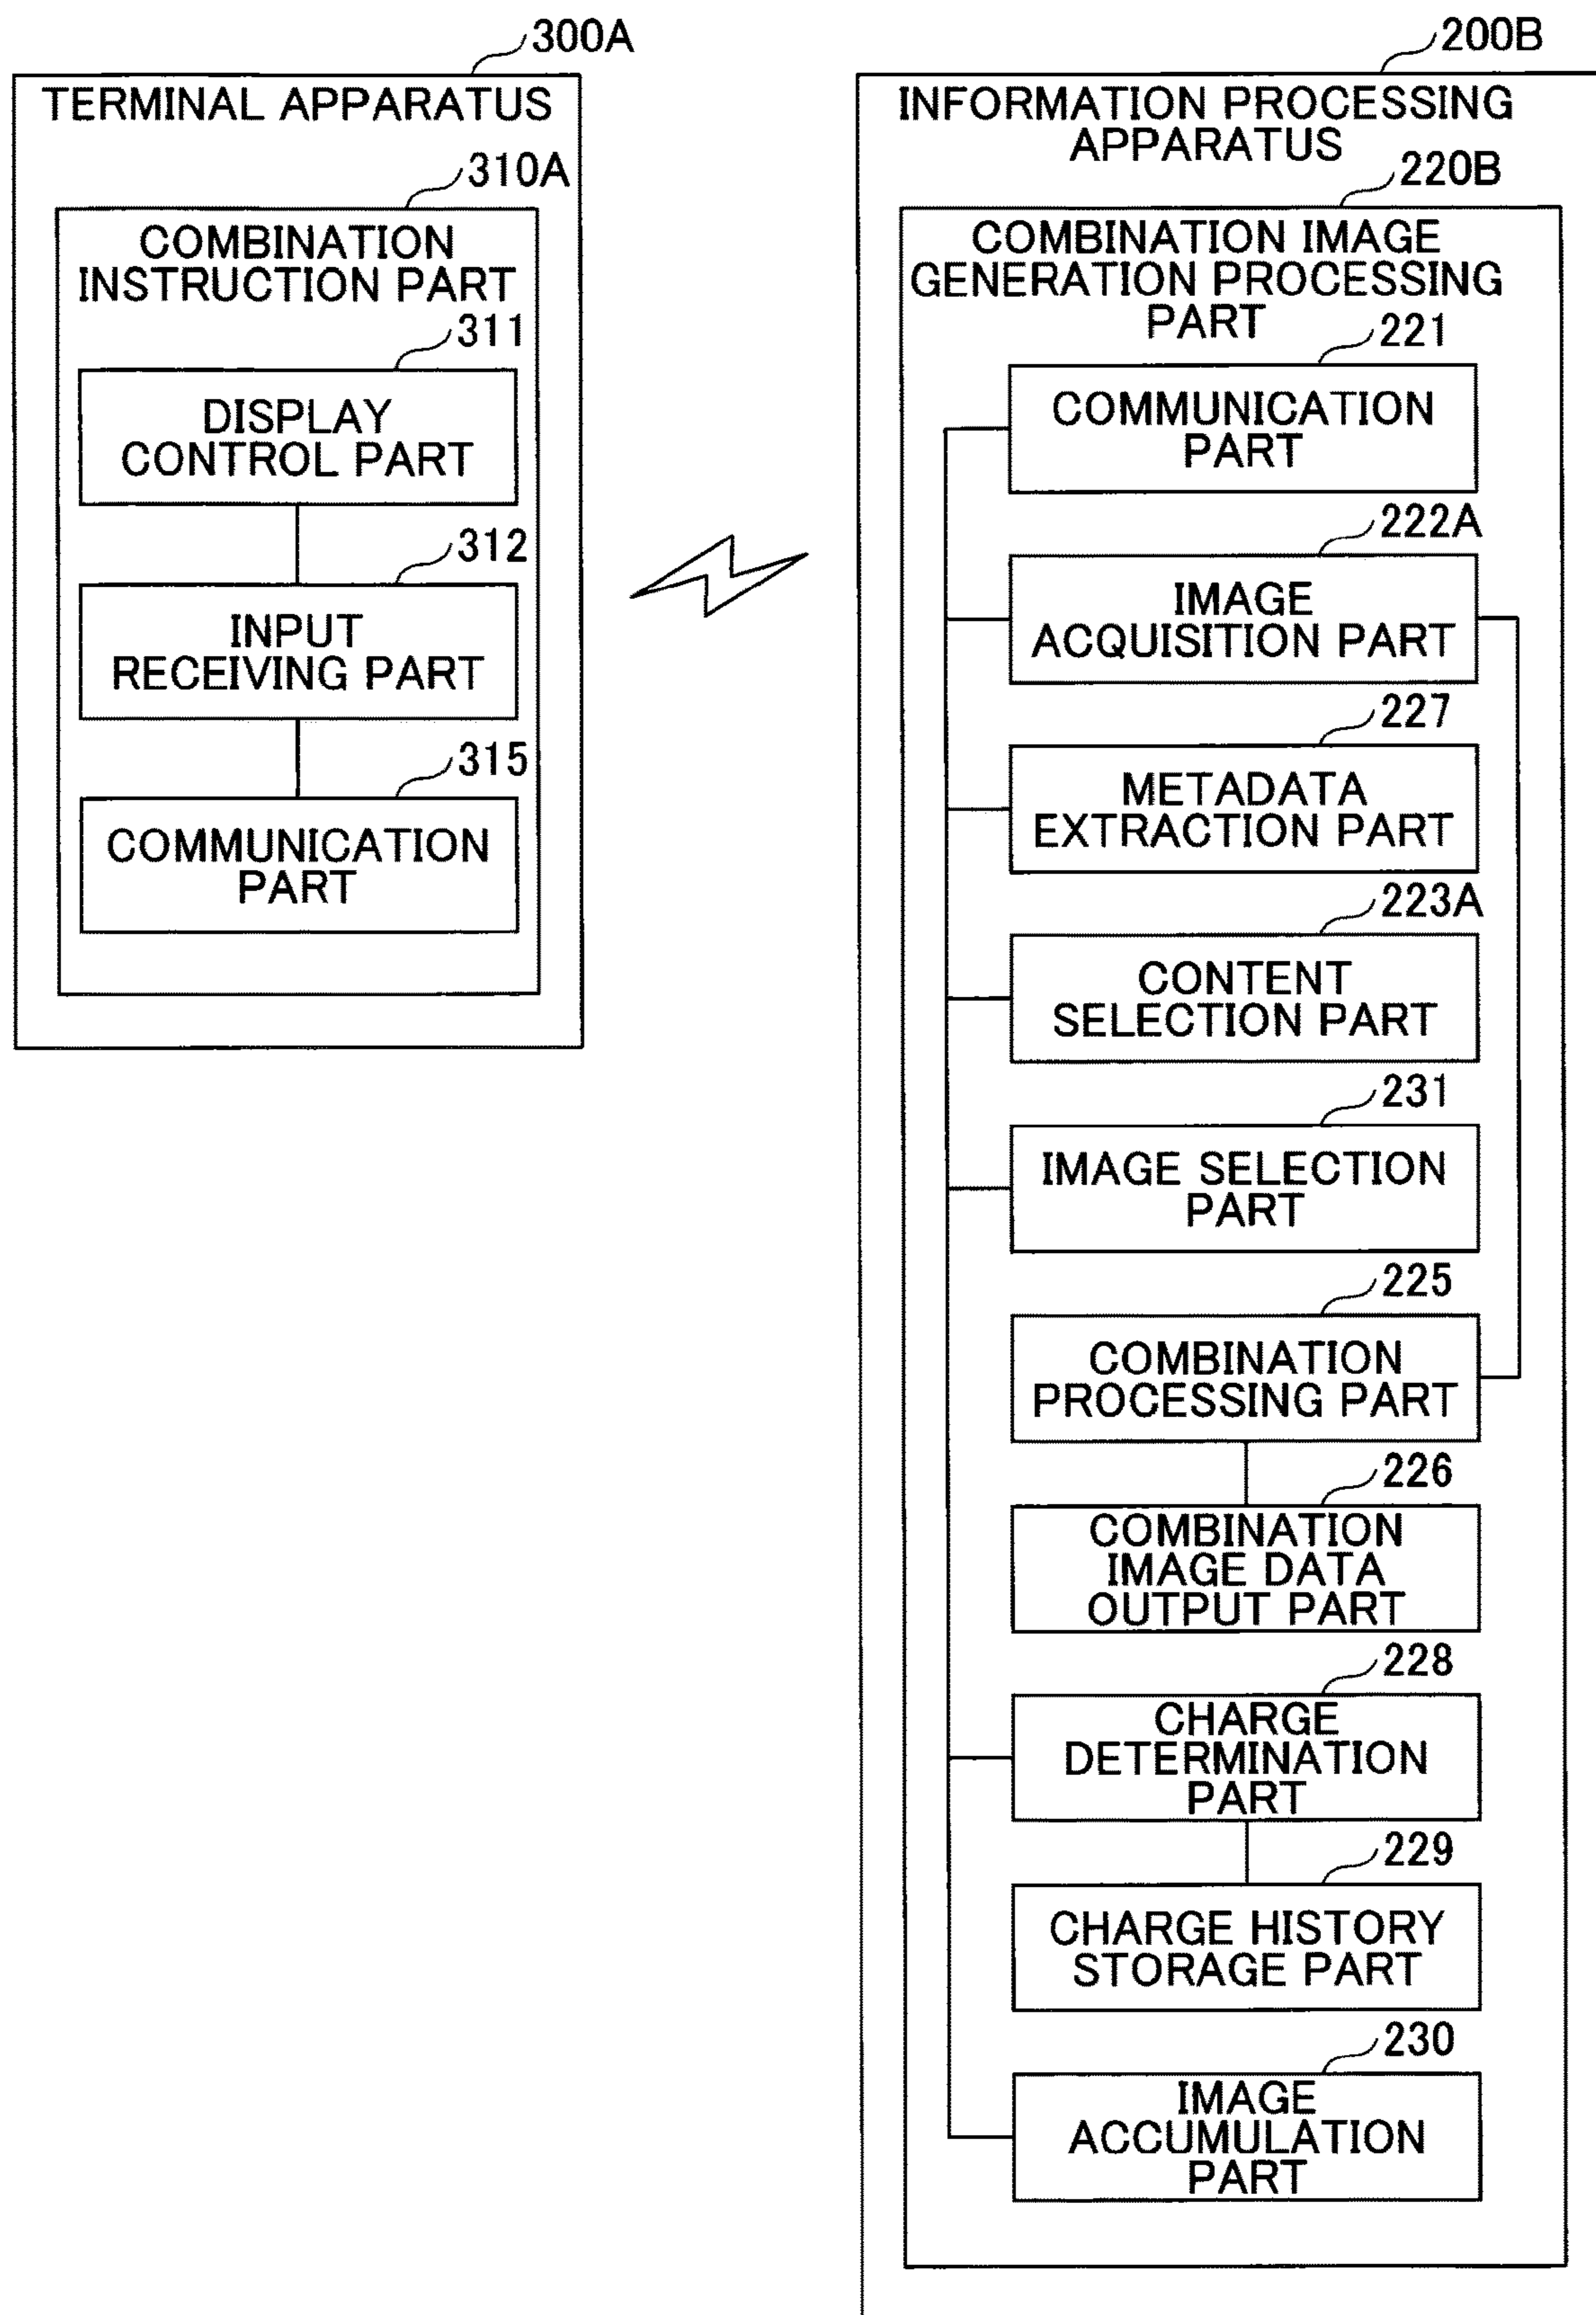 300A
TERMINAL APPARATUS
310A
COMBINATION
INSTRUCTION PART
311
DISPLAY
CONTROL PART
312
INPUT
RECEIVING PART
315
COMMUNICATION
PART
200B
INFORMATION PROCESSING
APPARATUS
220B
COMBINATION IMAGE
GENERATION PROCESSING
PART
221
COMMUNICATION
PART
222A
IMAGE
ACQUISITION PART
227
METADATA
EXTRACTION PART
223A
CONTENT
SELECTION PART
231
IMAGE SELECTION
PART
225
COMBINATION
PROCESSING PART
226
COMBINATION
IMAGE DATA
OUTPUT PART
228
CHARGE
DETERMINATION
PART
229
CHARGE HISTORY
STORAGE PART
230
IMAGE
ACCUMULATION
PART